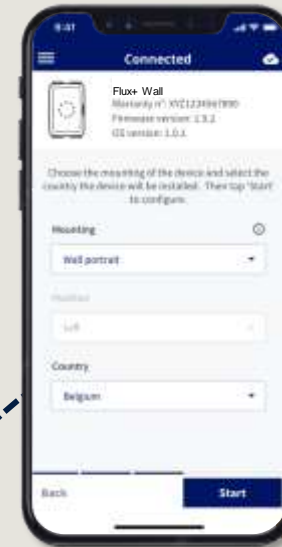 9:41
Connected
Flux+ Wall
Warranty n°: XYZ1234567890
Firmware version: 1.9.2
OS version: 1.0.1
Choose the mounting of the device and select the
country the device will be installed. Then tap 'Start'
to configure.
Mounting
Wall portrait
Position
Left
Country
Belgium
Back
Start